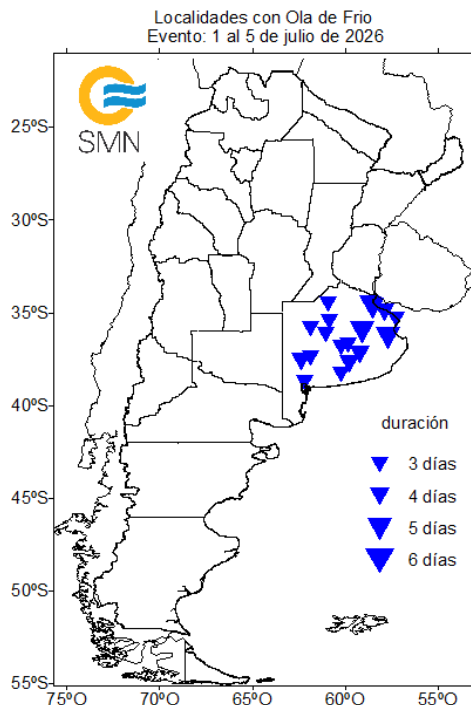 Localidades con Ola de Frio
Evento: 1 al 5 de julio de 2026
SMN
25ºS
30ºS
35ºS
40ºS
45ºS
50ºS
55ºS
75ºO
70ºO
65ºO
60ºO
55ºO
duración
3 días
4 días
5 días
6 días